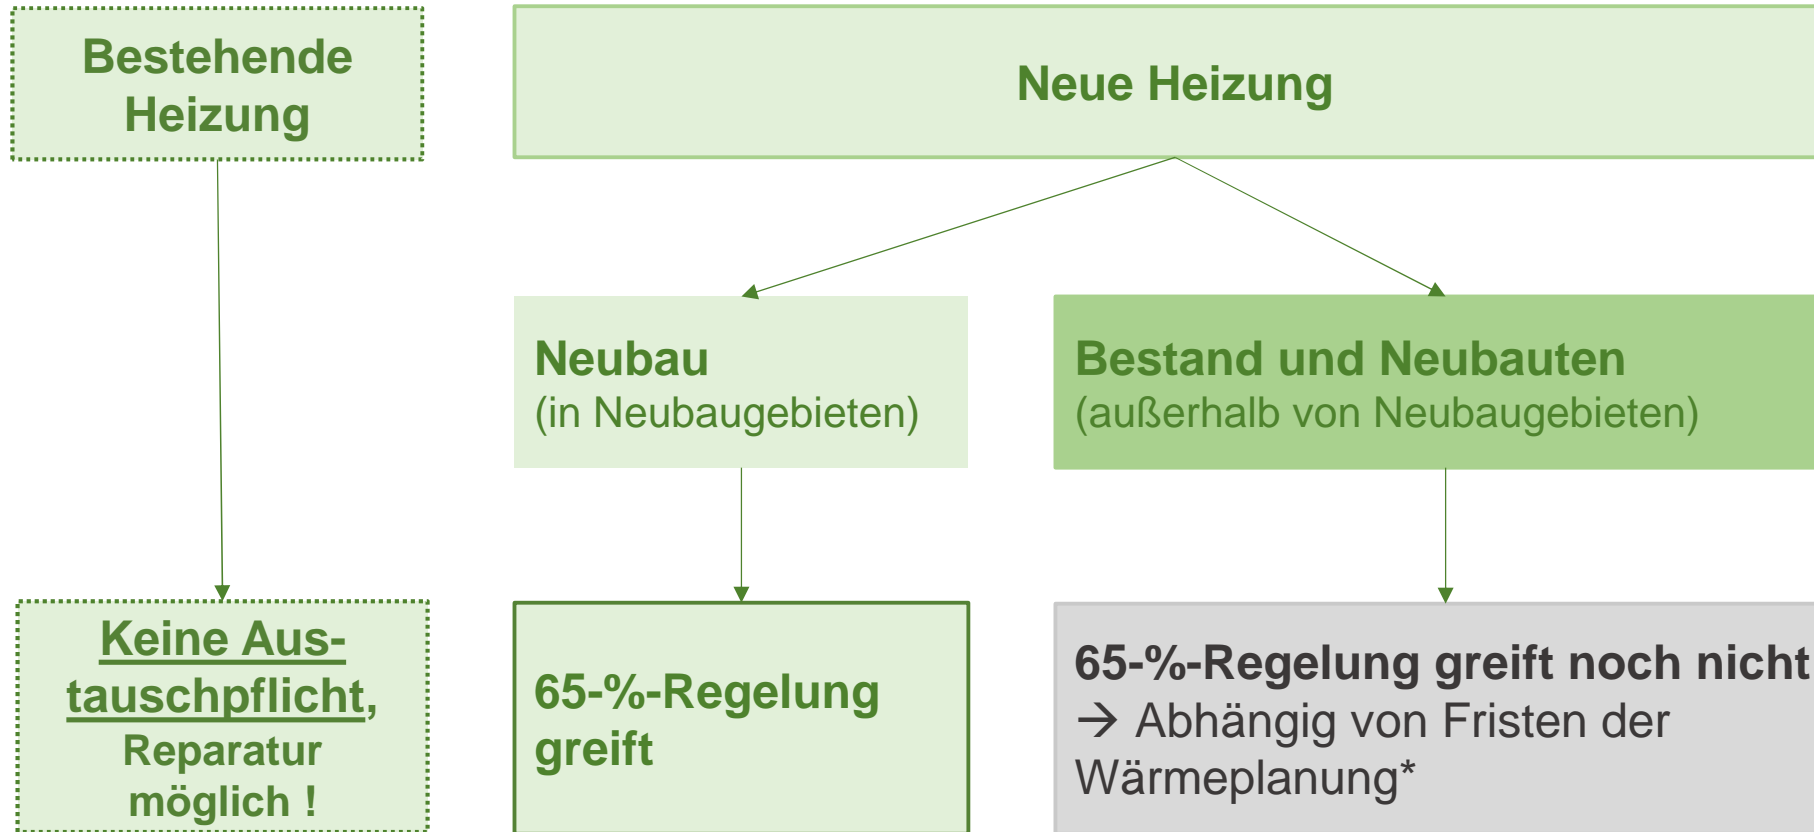 Bestehende
Heizung
Neue Heizung
Neubau
(in Neubaugebieten)
Bestand und Neubauten
(außerhalb von Neubaugebieten)
Keine Aus-
tauschpflicht,
Reparatur
möglich !
65-%-Regelung
greift
65-%-Regelung greift noch nicht
→ Abhängig von Fristen der
Wärmeplanung*